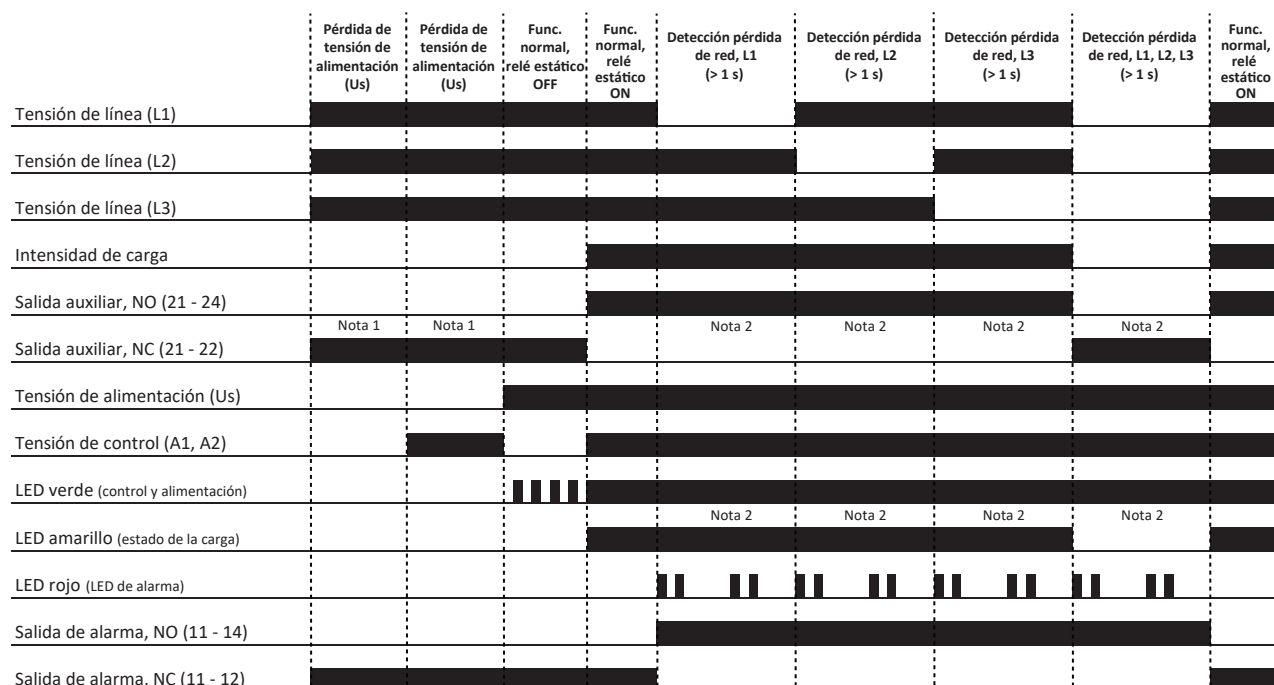 Pérdida de
tensión de
alimentación
(Us)
Pérdida de
tensión de
alimentación
(Us)
Func.
normal,
relé estático
OFF
Func.
normal,
relé
estático
ON
Detección pérdida
de red, L1
(> 1 s)
Detección pérdida
de red, L2
(> 1 s)
Detección pérdida
de red, L3
(> 1 s)
Detección pérdida
de red, L1, L2, L3
(> 1 s)
Func.
normal,
relé
estático
ON
Tensión de línea (L1)
Tensión de línea (L2)
Tensión de línea (L3)
Intensidad de carga
Salida auxiliar, NO (21 - 24)
Nota 1 Nota 1 Nota 2 Nota 2 Nota 2 Nota 2
Salida auxiliar, NC (21 - 22)
Tensión de alimentación (Us)
Tensión de control (A1, A2)
LED verde (control y alimentación)
Nota 2 Nota 2 Nota 2 Nota 2
LED amarillo (estado de la carga)
LED rojo (LED de alarma)
Salida de alarma, NO (11 - 14)
Salida de alarma, NC (11 - 12)